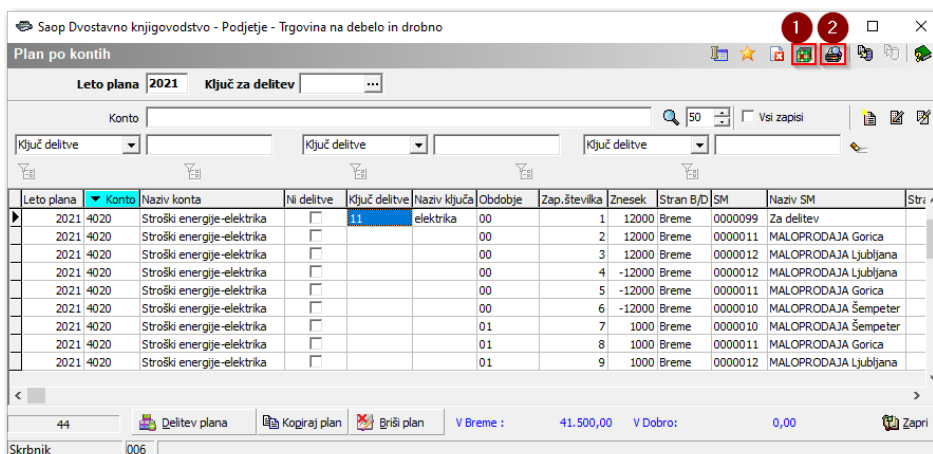 Saop Dvostavno knjigovodstvo - Podjetje - Trgovina na debelo in drobno
1 2
Plan po kontih
Leto plana 2021 Ključ za delitev ...
Konto 50 Vsi zapisi
Ključ delitve Ključ delitve Ključ delitve
Leto plana Konto Naziv konta Ni delitve Ključ delitve Naziv ključa Obdobje Zap.številka Znesek Stran B/D SM Naziv SM
2021 4020 Stroški energije-elektrika 11 elektrika 00 1 12000 Breme 0000099 Za delitev
2021 4020 Stroški energije-elektrika 00 2 12000 Breme 0000011 MALOPRODAJA Gorica
2021 4020 Stroški energije-elektrika 00 3 12000 Breme 0000012 MALOPRODAJA Ljubljana
2021 4020 Stroški energije-elektrika 00 4 -12000 Breme 0000012 MALOPRODAJA Ljubljana
2021 4020 Stroški energije-elektrika 00 5 -12000 Breme 0000011 MALOPRODAJA Gorica
2021 4020 Stroški energije-elektrika 00 6 -12000 Breme 0000010 MALOPRODAJA Šempeter
2021 4020 Stroški energije-elektrika 01 7 1000 Breme 0000010 MALOPRODAJA Šempeter
2021 4020 Stroški energije-elektrika 01 8 1000 Breme 0000011 MALOPRODAJA Gorica
2021 4020 Stroški energije-elektrika 01 9 1000 Breme 0000012 MALOPRODAJA Ljubljana
44 Delitev plana Kopiraj plan Briši plan V Breme : 41.500,00 V Dobro: 0,00 Zapri
Skrbnik 006